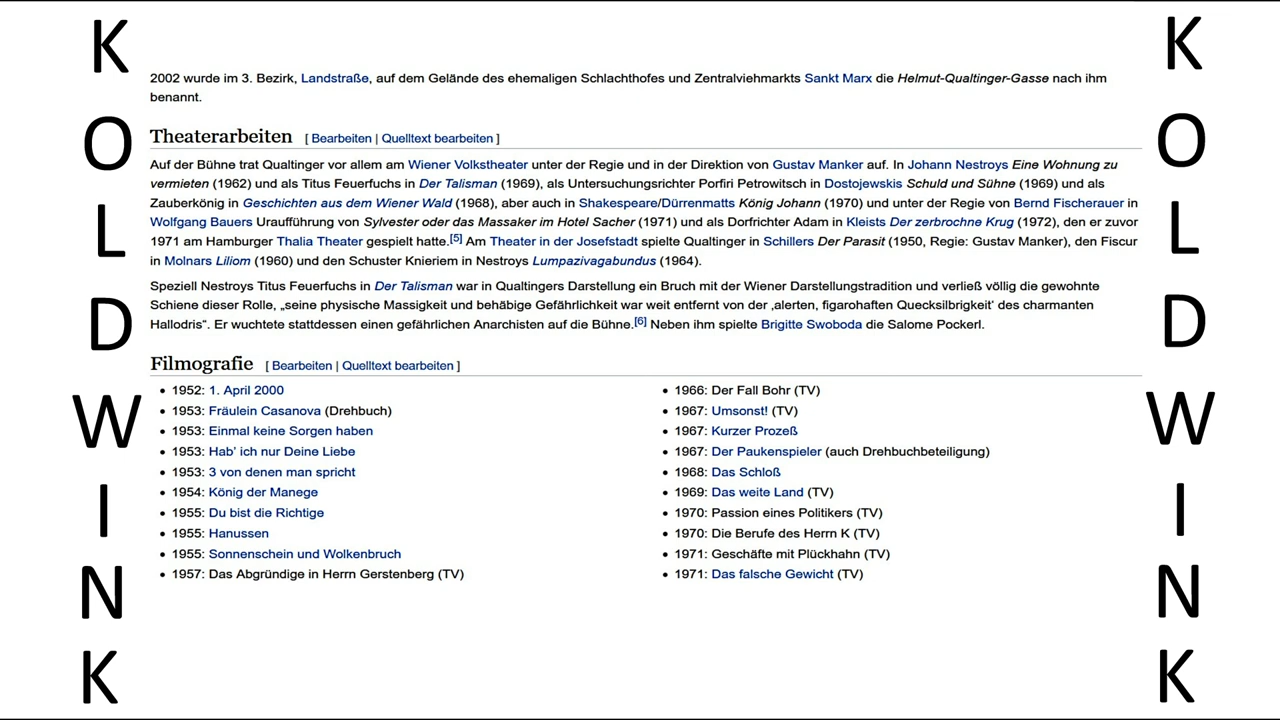 K
O
L
D
W
I
N
K
2002 wurde im 3. Bezirk, Landstraße, auf dem Gelände des ehemaligen Schlachthofes und Zentralviehmarkts Sankt Marx die Helmut-Qualtinger-Gasse nach ihm
benannt.
Theaterarbeiten [ Bearbeiten | Quelltext bearbeiten ]
Auf der Bühne trat Qualtinger vor allem am Wiener Volkstheater unter der Regie und in der Direktion von Gustav Manker auf. In Johann Nestroys Eine Wohnung zu
vermieten (1962) und als Titus Feuerfuchs in Der Talisman (1969), als Untersuchungsrichter Porfiri Petrowitsch in Dostojewskis Schuld und Sühne (1969) und als
Zauberkönig in Geschichten aus dem Wiener Wald (1968), aber auch in Shakespeare/Dürrenmatts König Johann (1970) und unter der Regie von Bernd Fischerauer in
Wolfgang Bauers Uraufführung von Sylvester oder das Massaker im Hotel Sacher (1971) und als Dorfrichter Adam in Kleists Der zerbrochne Krug (1972), den er zuvor
1971 am Hamburger Thalia Theater gespielt hatte.[5] Am Theater in der Josefstadt spielte Qualtinger in Schillers Der Parasit (1950, Regie: Gustav Manker), den Fiscur
in Molnars Liliom (1960) und den Schuster Knieriem in Nestroys Lumpazivagabundus (1964).
Speziell Nestroys Titus Feuerfuchs in Der Talisman war in Qualtingers Darstellung ein Bruch mit der Wiener Darstellungstradition und verließ völlig die gewohnte
Schiene dieser Rolle, „seine physische Massigkeit und behäbige Gefährlichkeit war weit entfernt von der ‚alerten, figarohaften Quecksilbrigkeit' des charmanten
Hallodris“. Er wuchtete stattdessen einen gefährlichen Anarchisten auf die Bühne.[6] Neben ihm spielte Brigitte Swoboda die Salome Pockerl.
Filmografie [ Bearbeiten | Quelltext bearbeiten ]
• 1952: 1. April 2000
• 1953: Fräulein Casanova (Drehbuch)
• 1953: Einmal keine Sorgen haben
• 1953: Hab' ich nur Deine Liebe
• 1953: 3 von denen man spricht
• 1954: König der Manege
• 1955: Du bist die Richtige
• 1955: Hanussen
• 1955: Sonnenschein und Wolkenbruch
• 1957: Das Abgründige in Herrn Gerstenberg (TV)
• 1966: Der Fall Bohr (TV)
• 1967: Umsonst! (TV)
• 1967: Kurzer Prozeß
• 1967: Der Paukenspieler (auch Drehbuchbeteiligung)
• 1968: Das Schloß
• 1969: Das weite Land (TV)
• 1970: Passion eines Politikers (TV)
• 1970: Die Berufe des Herrn K (TV)
• 1971: Geschäfte mit Plückhahn (TV)
• 1971: Das falsche Gewicht (TV)
K
O
L
D
W
I
N
K